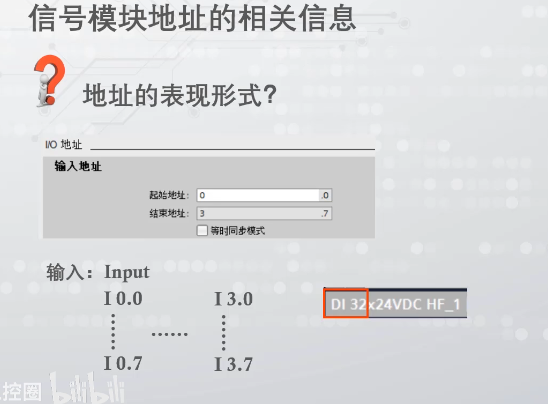 信号模块地址的相关信息
?
地址的表现形式?
I/O 地址
输入地址
起始地址: 0 .0
结束地址: 3 .7
等时同步模式
输入：Input
I 0.0 I 3.0
......
I 0.7 I 3.7
DI 32x24VDC HF_1
控圈 bilibili